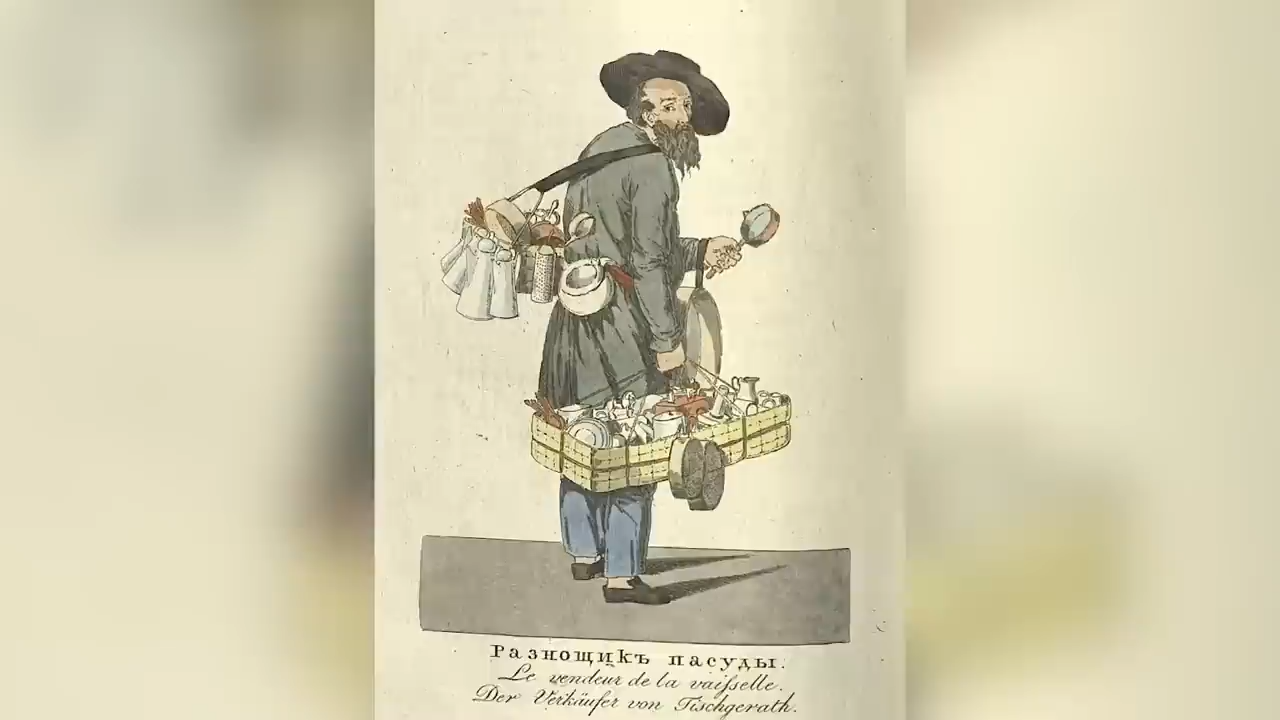 Разнощикъ пасуды.
Le vendeur de la vaiſselle.
Der Verkäufer von Tischgerath.